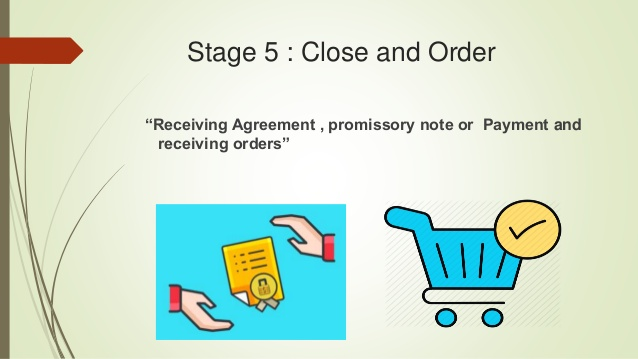 Stage 5 : Close and Order
“Receiving Agreement , promissory note or  Payment and
receiving orders”